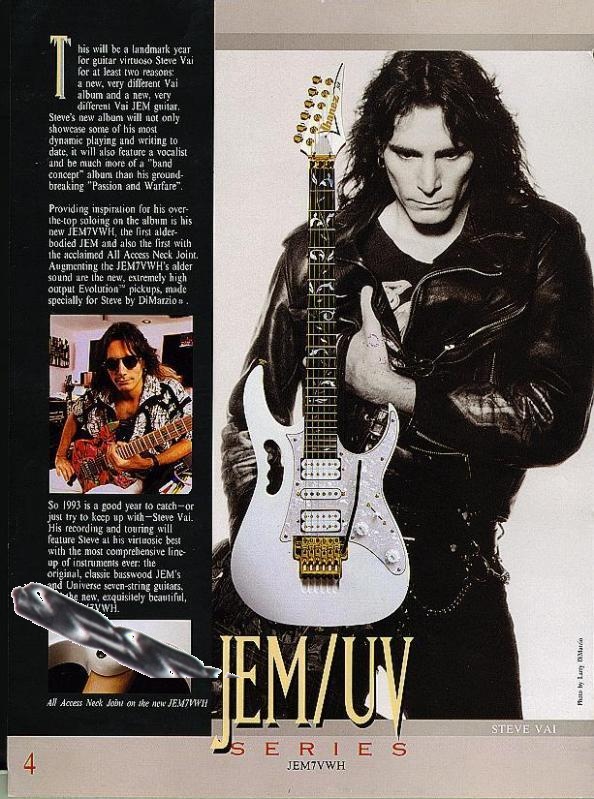 This will be a landmark year
for guitar virtuoso Steve Vai
for at least two reasons:
a new, very different Vai
album and a new, very
different Vai JEM guitar.
Steve's new album will not only
showcase some of his most
dynamic playing and writing to
date, it will also feature a vocalist
and be much more of a "band
concept" album than his ground-
breaking "Passion and Warfare".
Providing inspiration for his over-
the-top soloing on the album is his
new JEM7VWH, the first alder-
bodied JEM and also the first with
the acclaimed All Access Neck Joint.
Augmenting the JEM7VWH's alder
sound are the new, extremely high
output Evolution™ pickups, made
specially for Steve by DiMarzio®.
So 1993 is a good year to catch—or
just try to keep up with—Steve Vai.
His recording and touring will
feature Steve at his virtuosic best
with the most comprehensive line-
up of instruments ever: the
original, classic basswood JEM's
and Universe seven-string guitars,
the new, exquisitely beautiful,
7VWH.
All Access Neck Joint on the new JEM7VWH
4
Ibanez
JEM/UV
SERIES
JEM7VWH
STEVE VAI
Photo by Larry DiMarzio